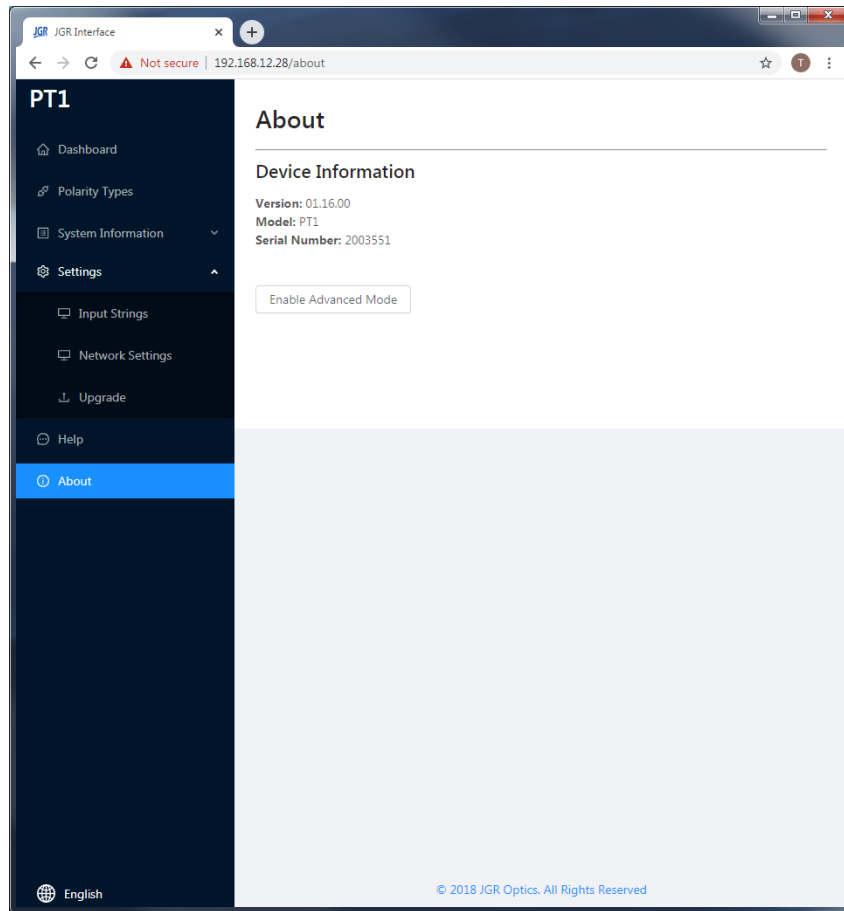 JGR JGR Interface
Not secure | 192.168.12.28/about
T
PT1
Dashboard
Polarity Types
System Information
Settings
Input Strings
Network Settings
Upgrade
Help
About
English
About
Device Information
Version: 01.16.00
Model: PT1
Serial Number: 2003551
Enable Advanced Mode
© 2018 JGR Optics. All Rights Reserved